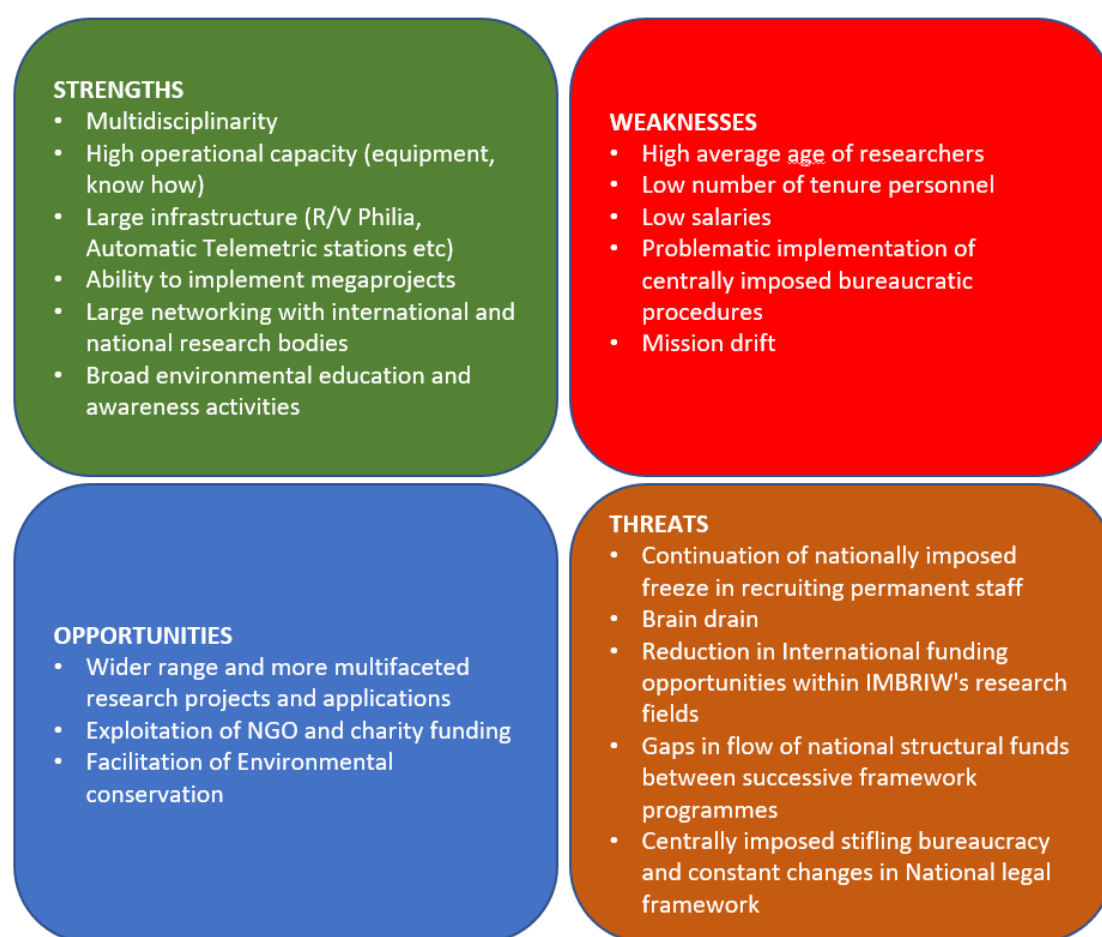 STRENGTHS
• Multidisciplinarity
• High operational capacity (equipment,
know how)
• Large infrastructure (R/V Philia,
Automatic Telemetric stations etc)
• Ability to implement megaprojects
• Large networking with international and
national research bodies
• Broad environmental education and
awareness activities
WEAKNESSES
• High average age of researchers
• Low number of tenure personnel
• Low salaries
• Problematic implementation of
centrally imposed bureaucratic
procedures
• Mission drift
OPPORTUNITIES
• Wider range and more multifaceted
research projects and applications
• Exploitation of NGO and charity funding
• Facilitation of Environmental
conservation
THREATS
• Continuation of nationally imposed
freeze in recruiting permanent staff
• Brain drain
• Reduction in International funding
opportunities within IMBRIW's research
fields
• Gaps in flow of national structural funds
between successive framework
programmes
• Centrally imposed stifling bureaucracy
and constant changes in National legal
framework